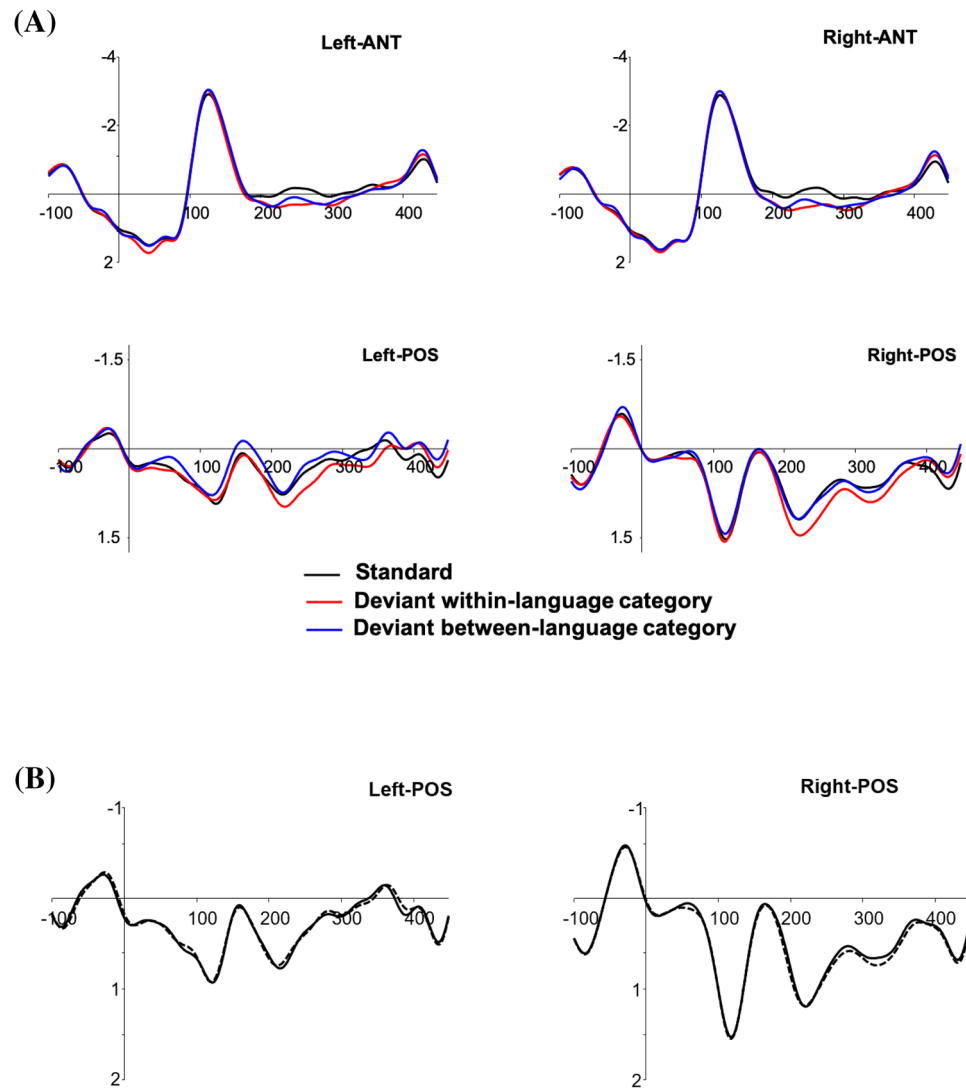 (A)
Left-ANT
Right-ANT
-4
-4
-2
-2
-100 100 200 300 400
-100 100 200 300 400
2
2
Left-POS
Right-POS
-1.5
-1.5
-100 100 200 300 400
-100 100 200 300 400
1.5
1.5
Standard
Deviant within-language category
Deviant between-language category
(B)
Left-POS
Right-POS
-1
-1
-100 100 200 300 400
-100 100 200 300 400
1
1
2
2